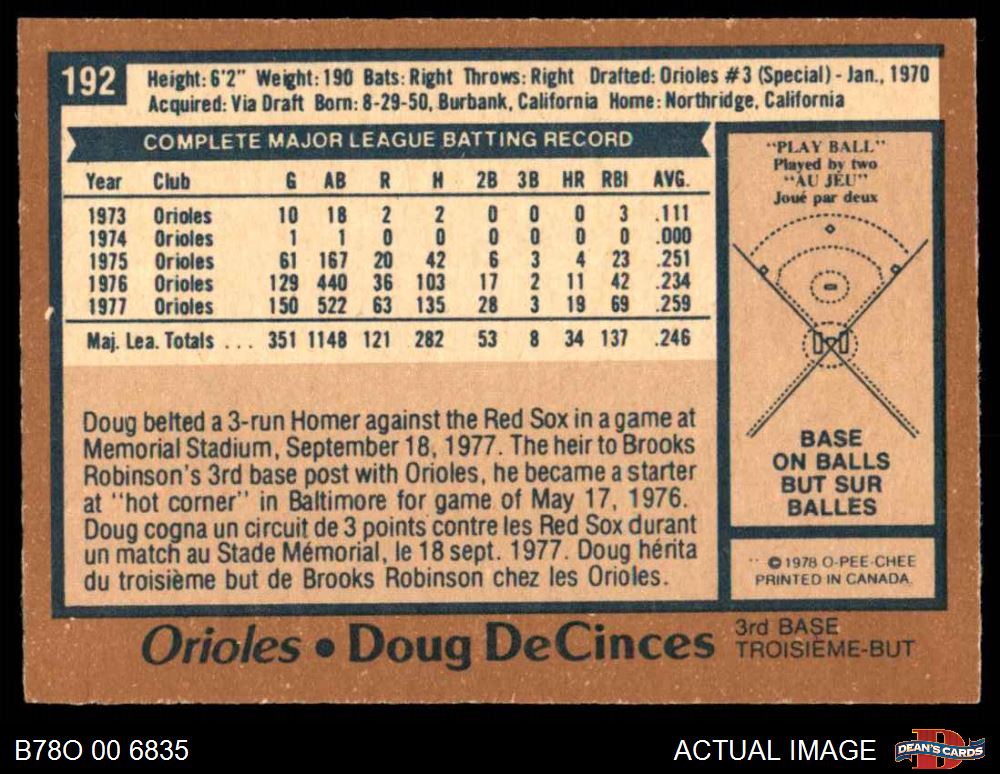 192
Height: 6'2" Weight: 190 Bats: Right Throws: Right Drafted: Orioles #3 (Special) - Jan., 1970
Acquired: Via Draft Born: 8-29-50, Burbank, California Home: Northridge, California
COMPLETE MAJOR LEAGUE BATTING RECORD
Year Club G AB R H 2B 3B HR RBI AVG.
1973 Orioles 10 18 2 2 0 0 0 3 .111
1974 Orioles 1 1 0 0 0 0 0 0 .000
1975 Orioles 61 167 20 42 6 3 4 23 .251
1976 Orioles 129 440 36 103 17 2 11 42 .234
1977 Orioles 150 522 63 135 28 3 19 69 .259
Maj. Lea. Totals ... 351 1148 121 282 53 8 34 137 .246
Doug belted a 3-run Homer against the Red Sox in a game at
Memorial Stadium, September 18, 1977. The heir to Brooks
Robinson's 3rd base post with Orioles, he became a starter
at "hot corner" in Baltimore for game of May 17, 1976.
Doug cogna un circuit de 3 points contre les Red Sox durant
un match au Stade Mémorial, le 18 sept. 1977. Doug hérita
du troisième but de Brooks Robinson chez les Orioles.
"PLAY BALL"
Played by two
"AU JEU"
Joué par deux
BASE
ON BALLS
BUT SUR
BALLES
©1978 O-PEE-CHEE
PRINTED IN CANADA
Orioles • Doug DeCinces
3rd BASE
TROISIÈME-BUT
B78O 00 6835
ACTUAL IMAGE
D
DEAN'S CARDS